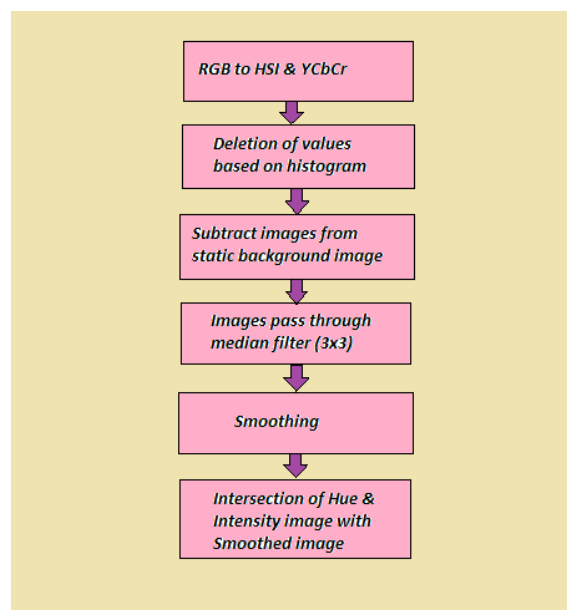 RGB to HSI & YCbCr
Deletion of values
based on histogram
Subtract images from
static background image
Images pass through
median filter (3x3)
Smoothing
Intersection of Hue &
Intensity image with
Smoothed image